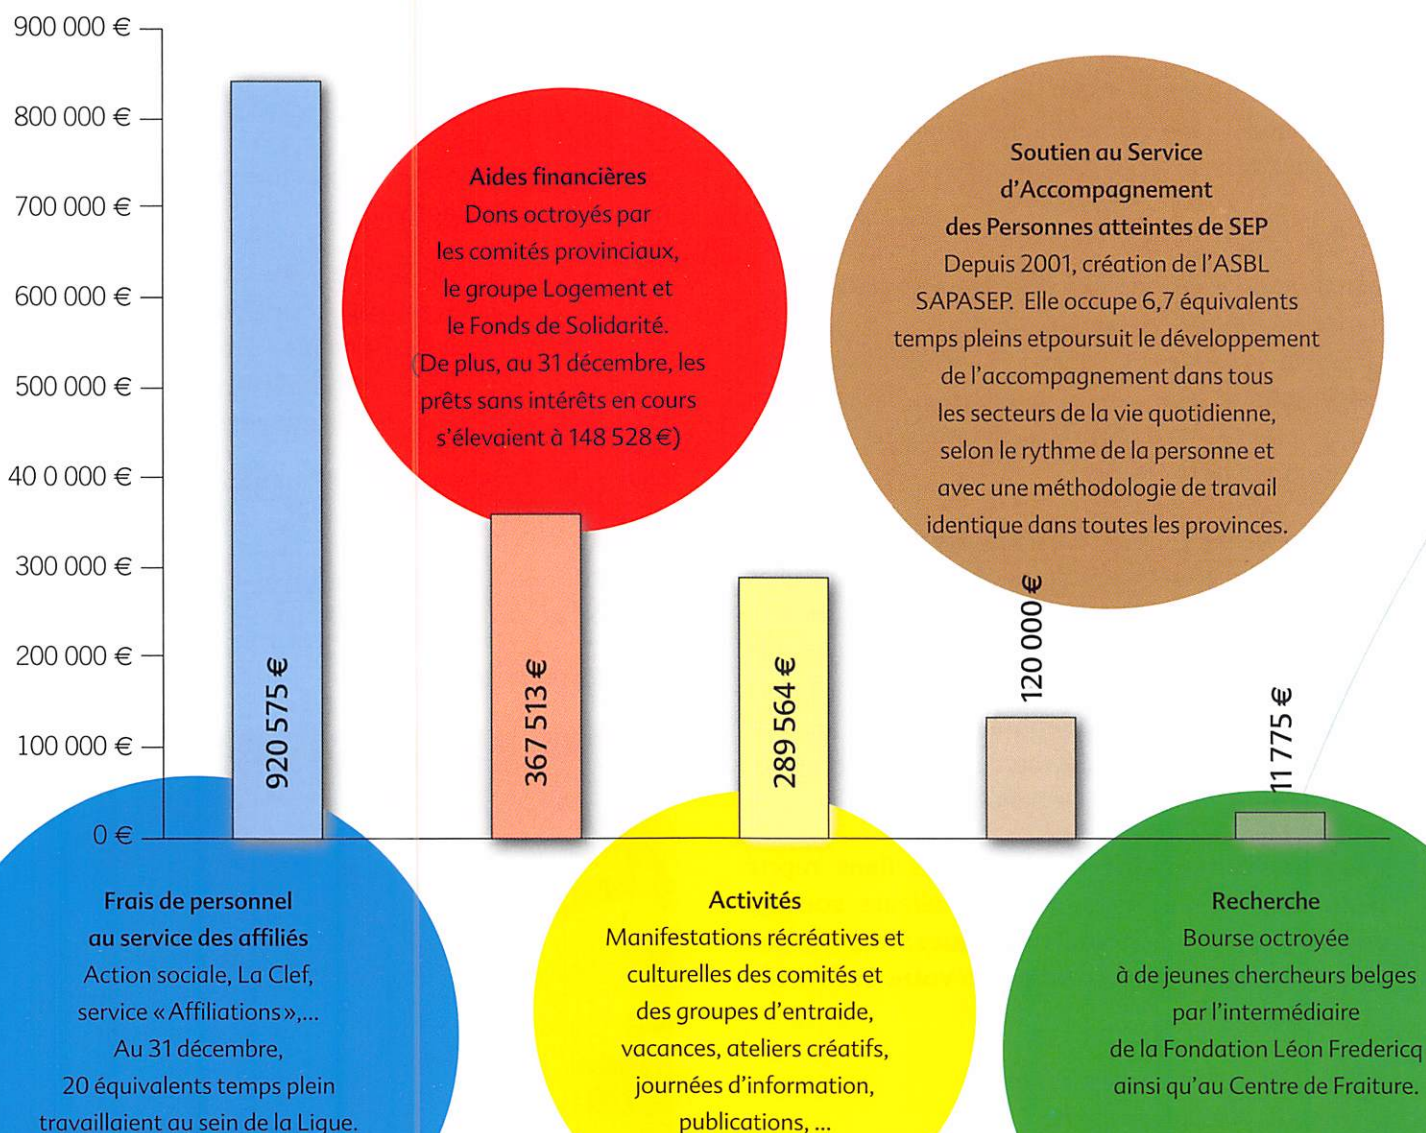 900 000 €
800 000 €
700 000 €
600 000 €
500 000 €
40 0 000 €
300 000 €
200 000 €
100 000 €
0 €
Aides financières
Dons octroyés par
les comités provinciaux,
le groupe Logement et
le Fonds de Solidarité.
(De plus, au 31 décembre, les
prêts sans intérêts en cours
s'élevaient à 148 528 €)
Soutien au Service
d'Accompagnement
des Personnes atteintes de SEP
Depuis 2001, création de l'ASBL
SAPASEP. Elle occupe 6,7 équivalents
temps pleins etpoursuit le développement
de l'accompagnement dans tous
les secteurs de la vie quotidienne,
selon le rythme de la personne et
avec une méthodologie de travail
identique dans toutes les provinces.
920 575 €
367 513 €
289 564 €
120 000 €
11 775 €
Frais de personnel
au service des affiliés
Action sociale, La Clef,
service « Affiliations »,...
Au 31 décembre,
20 équivalents temps plein
travaillaient au sein de la Ligue.
Activités
Manifestations récréatives et
culturelles des comités et
des groupes d'entraide,
vacances, ateliers créatifs,
journées d'information,
publications, ...
Recherche
Bourse octroyée
à de jeunes chercheurs belges
par l'intermédiaire
de la Fondation Léon Fredericq
ainsi qu'au Centre de Fraiture.